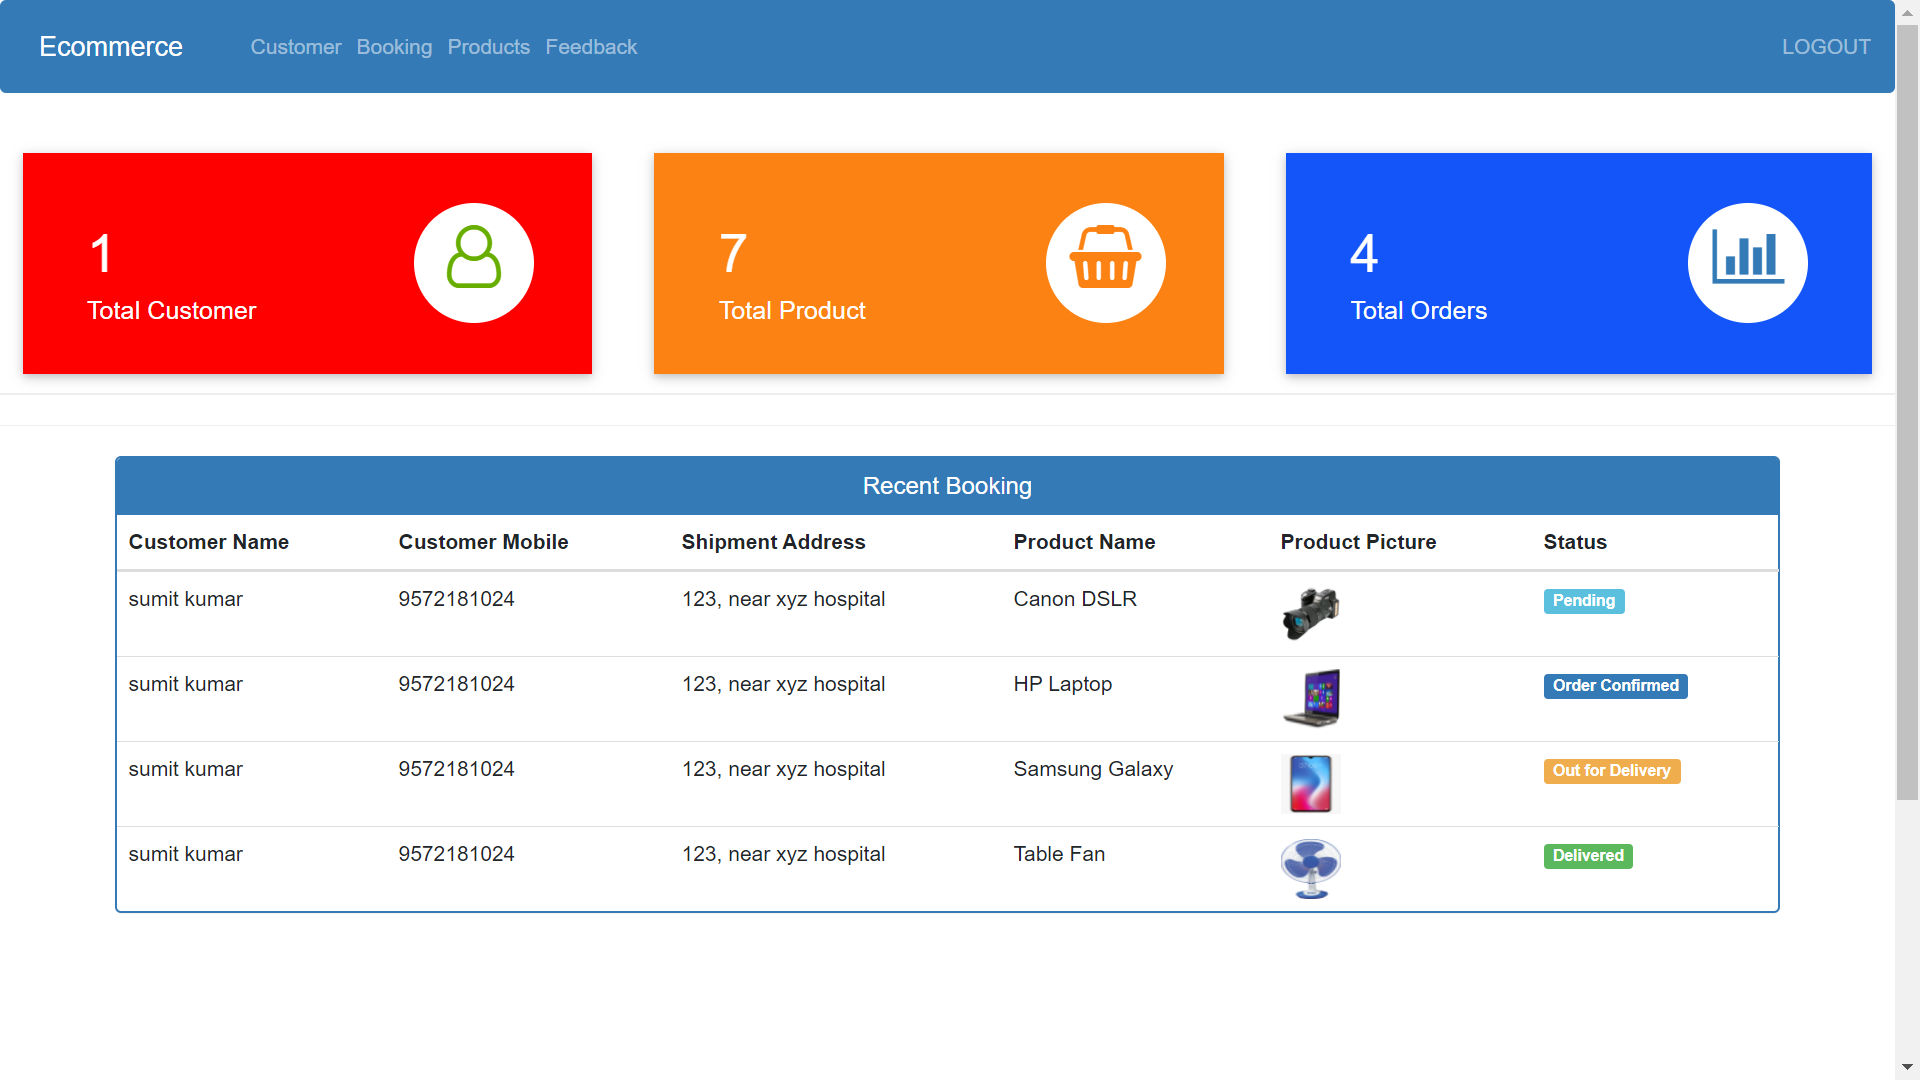 Ecommerce Customer Booking Products Feedback LOGOUT
1
Total Customer
7
Total Product
4
Total Orders
Recent Booking
Customer Name Customer Mobile Shipment Address Product Name Product Picture Status
sumit kumar 9572181024 123, near xyz hospital Canon DSLR Pending
sumit kumar 9572181024 123, near xyz hospital HP Laptop Order Confirmed
sumit kumar 9572181024 123, near xyz hospital Samsung Galaxy Out for Delivery
sumit kumar 9572181024 123, near xyz hospital Table Fan Delivered